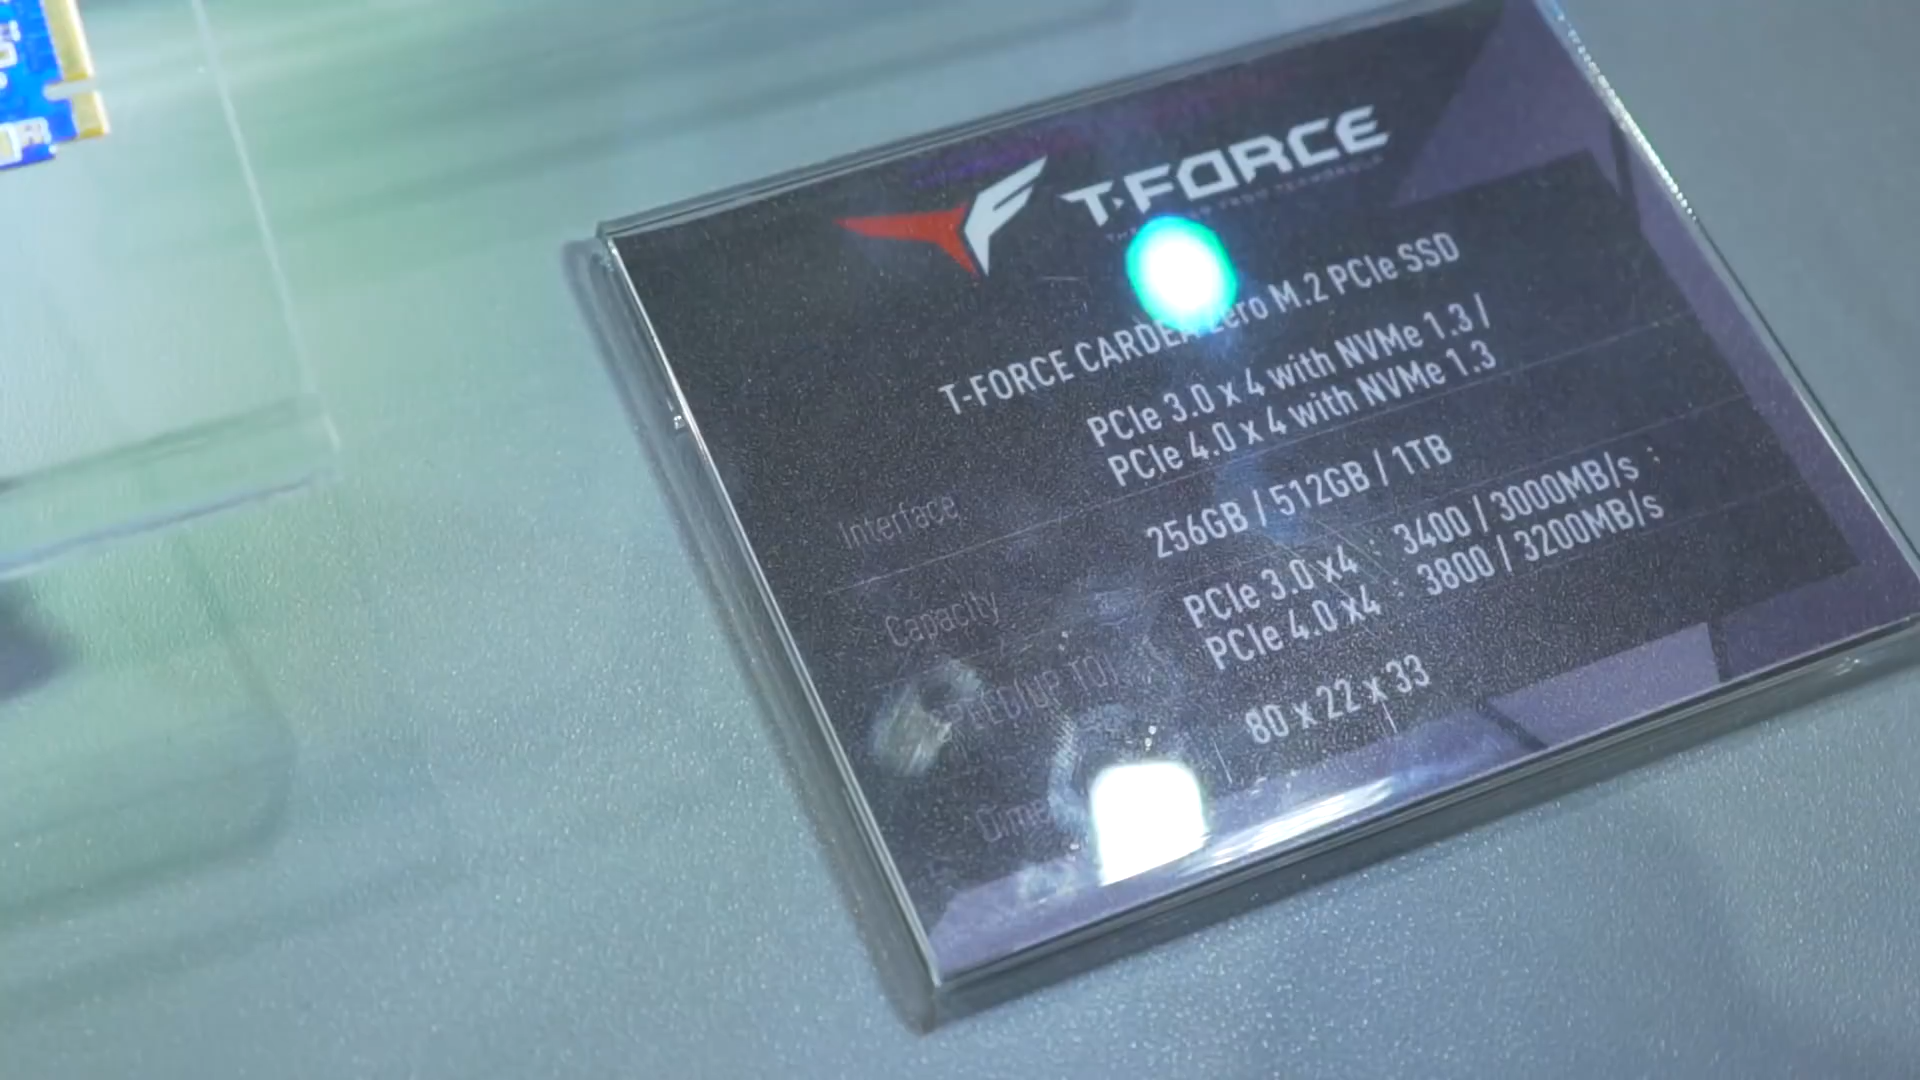 T-FORCE
T-FORCE CARDEA Zero M.2 PCIe SSD
Interface
PCIe 3.0 x 4 with NVMe 1.3 /
PCIe 4.0 x 4 with NVMe 1.3
Capacity
256GB / 512GB / 1TB
(UP TO)
PCIe 3.0 x4 : 3400 / 3000MB/s ;
PCIe 4.0 x4 : 3800 / 3200MB/s
80 x 22 x 33